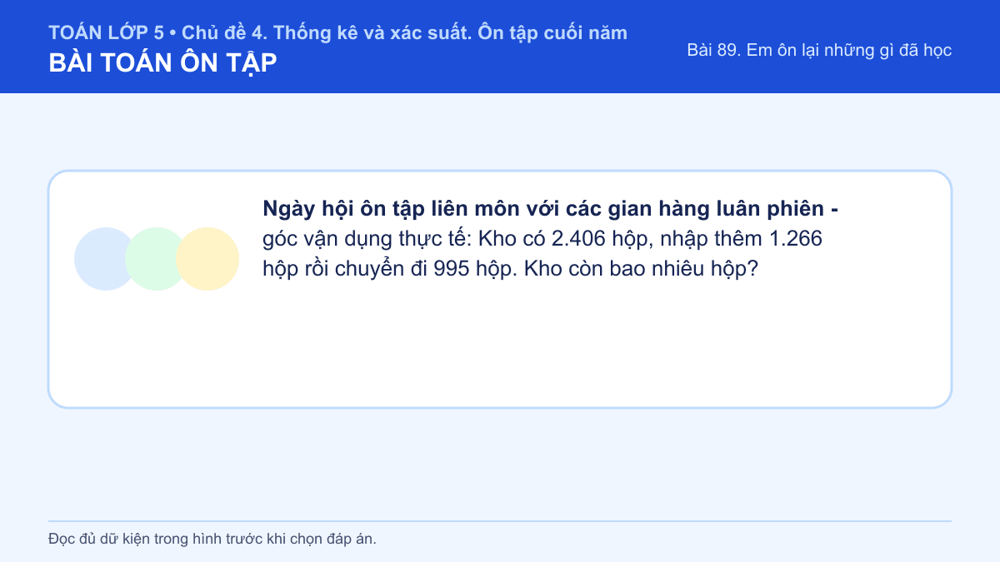 TOÁN LỚP 5 • Chủ đề 4. Thống kê và xác suất. Ôn tập cuối năm
BÀI TOÁN ÔN TẬP
Bài 89. Em ôn lại những gì đã học
Ngày hội ôn tập liên môn với các gian hàng luân phiên -
góc vận dụng thực tế: Kho có 2.406 hộp, nhập thêm 1.266
hộp rồi chuyển đi 995 hộp. Kho còn bao nhiêu hộp?
Đọc đủ dữ kiện trong hình trước khi chọn đáp án.